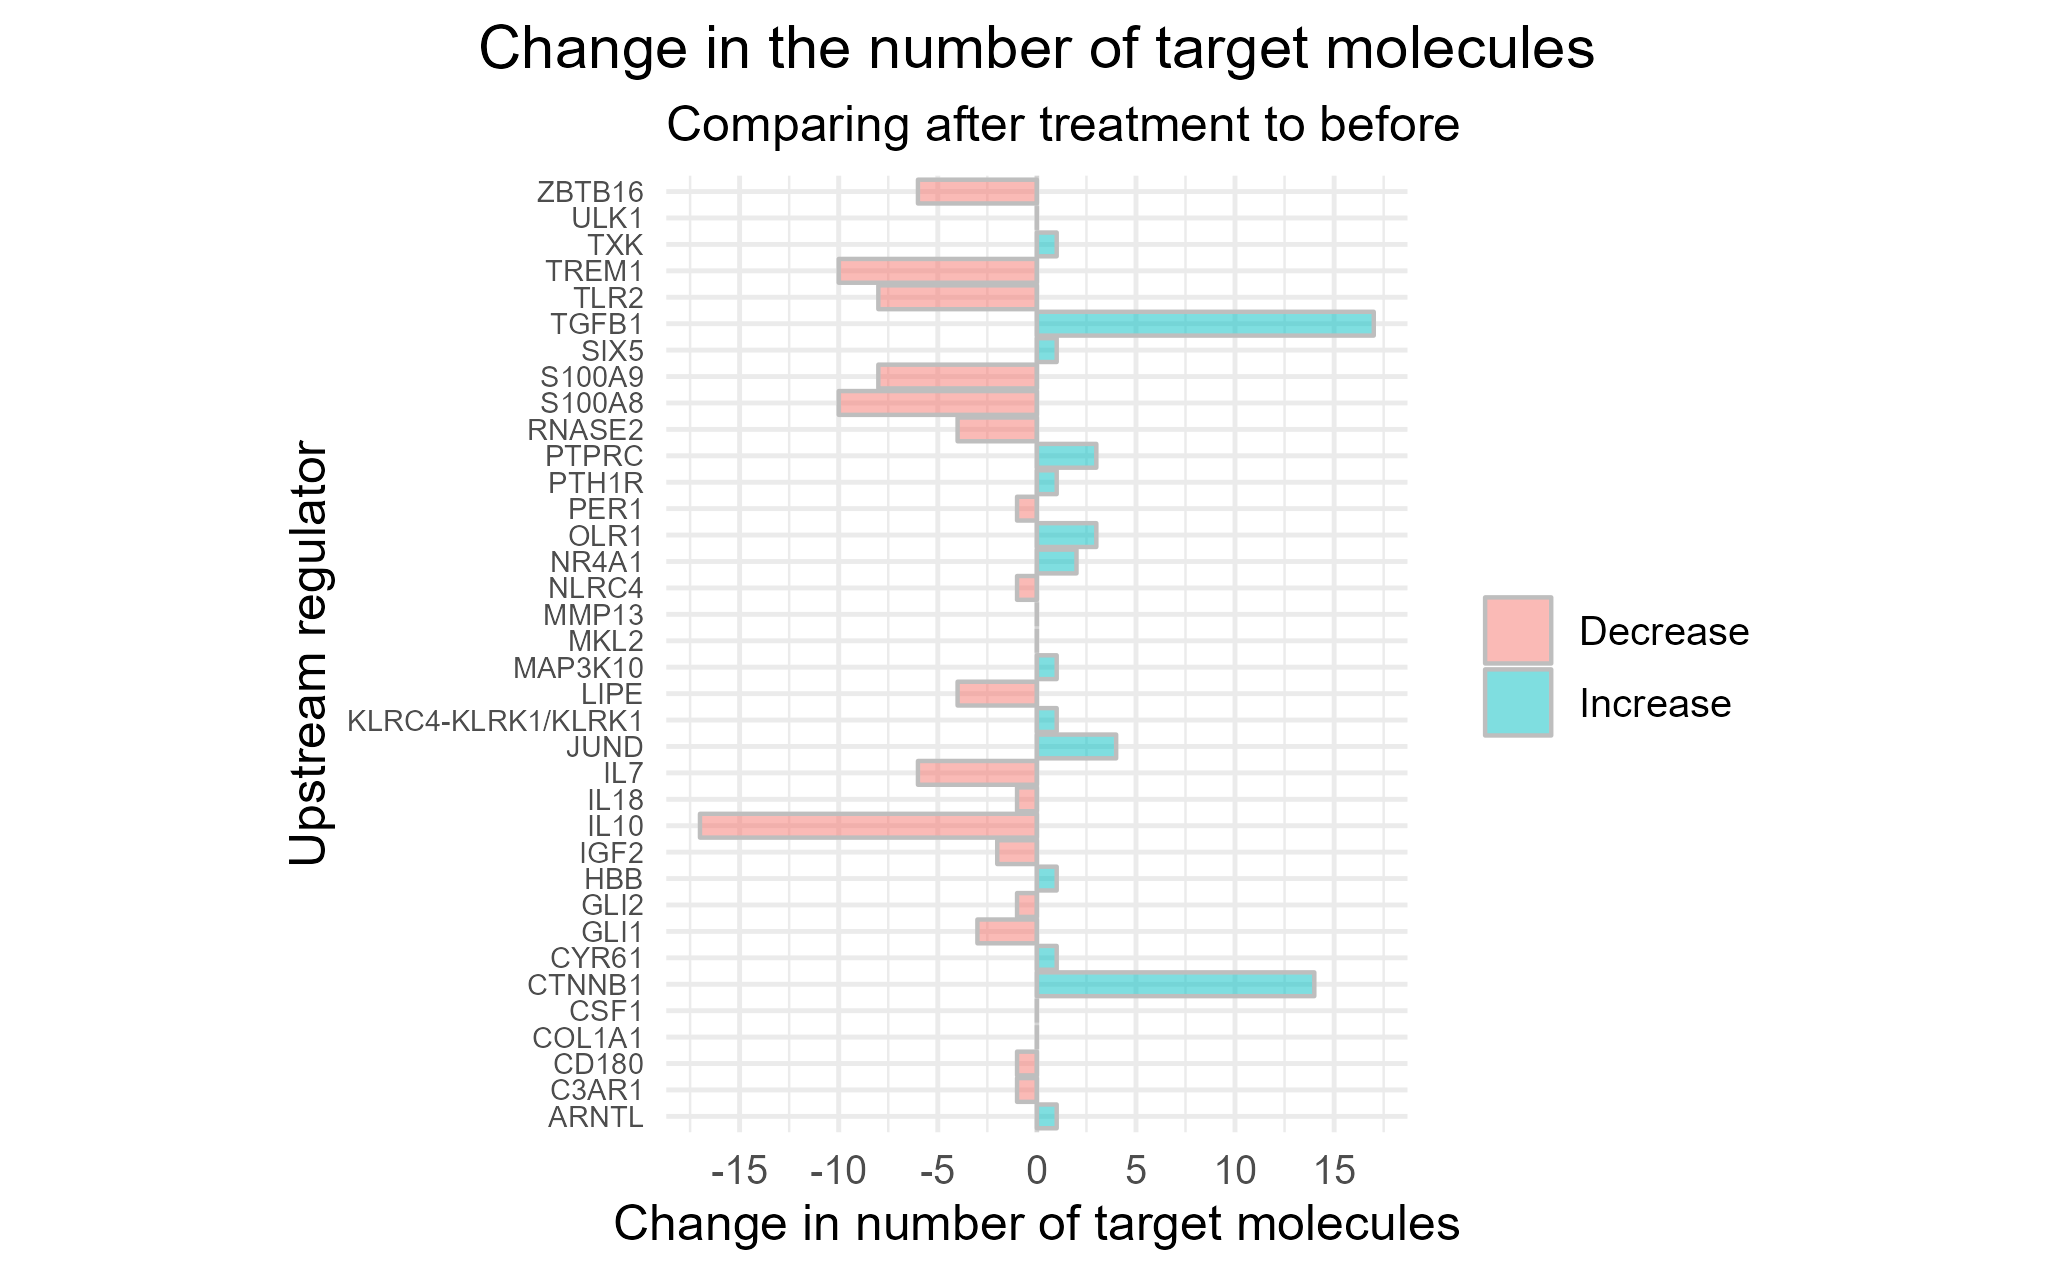 Change in the number of target molecules
Comparing after treatment to before
Upstream regulator
ZBTB16
ULK1
TXK
TREM1
TLR2
TGFB1
SIX5
S100A9
S100A8
RNASE2
PTPRC
PTH1R
PER1
OLR1
NR4A1
NLRC4
MMP13
MKL2
MAP3K10
LIPE
KLRC4-KLRK1/KLRK1
JUND
IL7
IL18
IL10
IGF2
HBB
GLI2
GLI1
CYR61
CTNNB1
CSF1
COL1A1
CD180
C3AR1
ARNTL
-15 -10 -5 0 5 10 15
Change in number of target molecules
Decrease
Increase